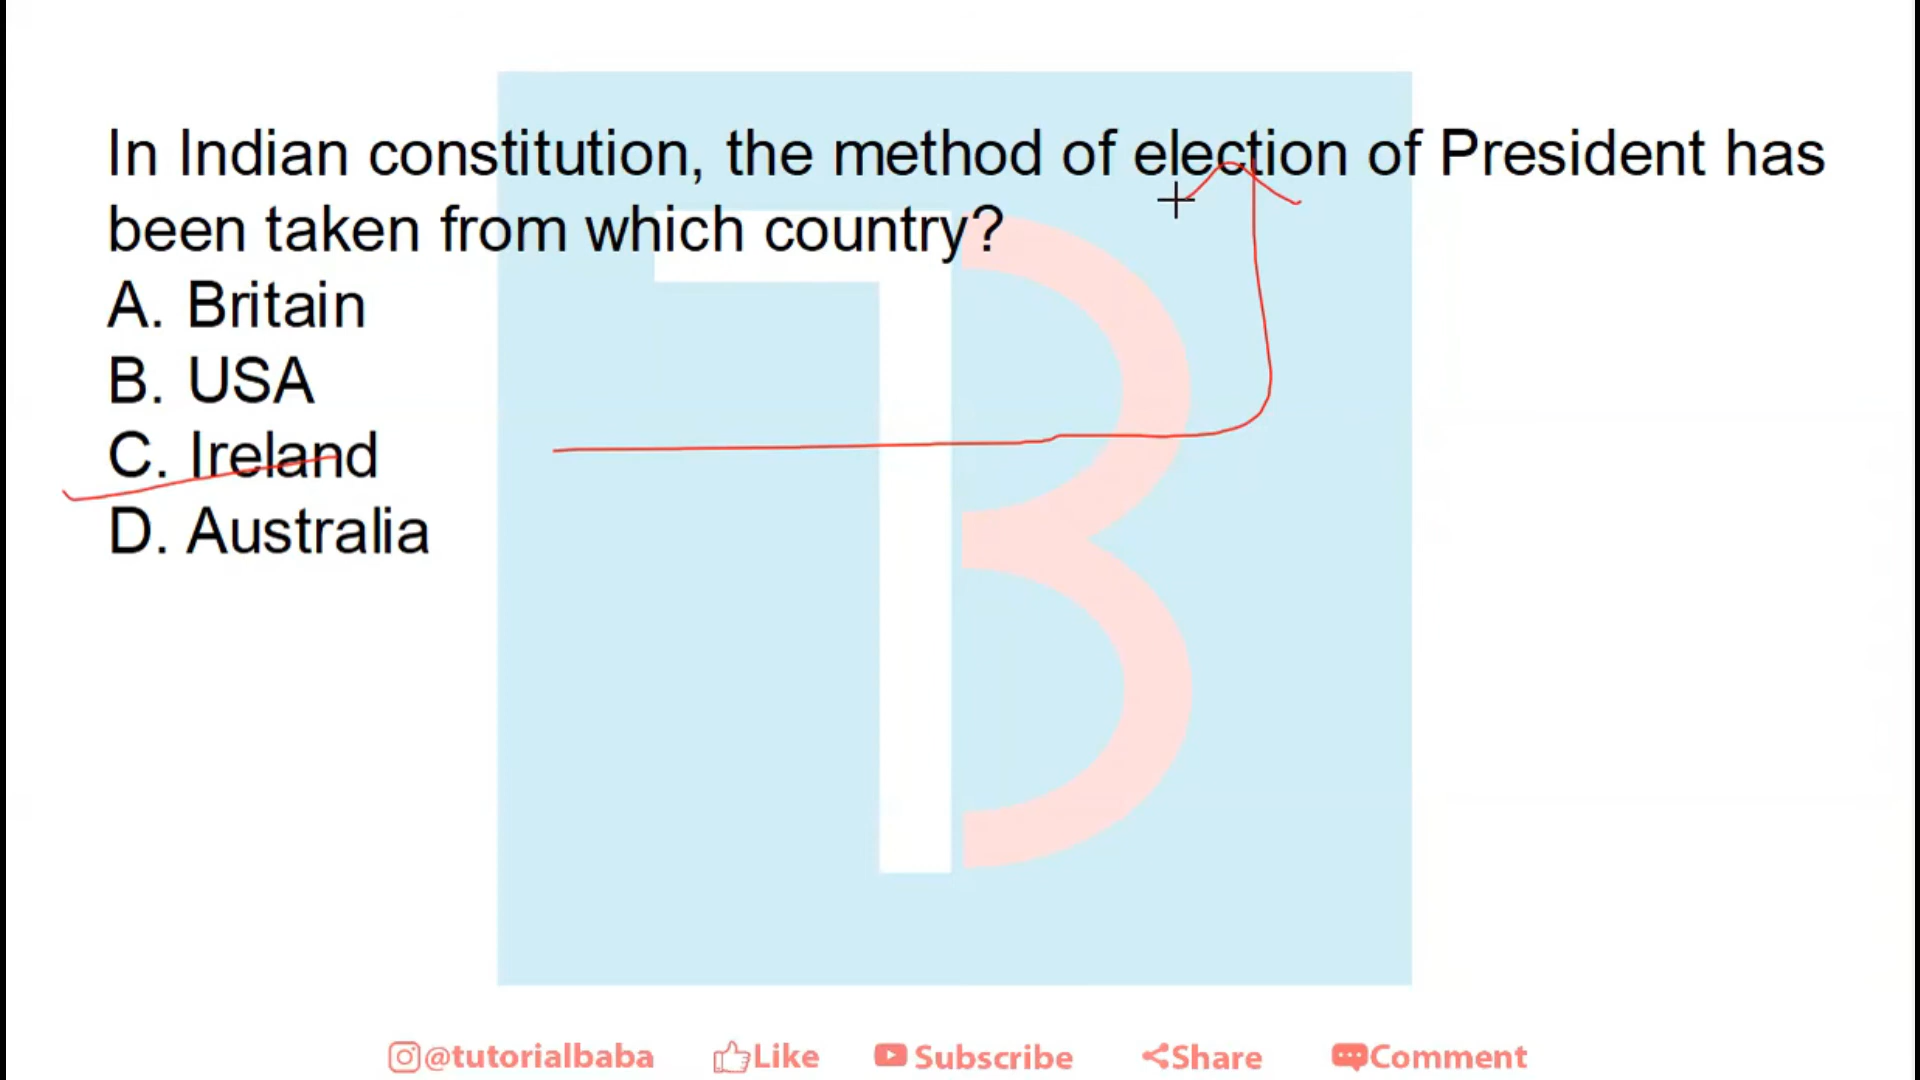 In Indian constitution, the method of election of President has
been taken from which country?
A. Britain
B. USA
C. Ireland
D. Australia
@tutorialbaba Like Subscribe Share Comment